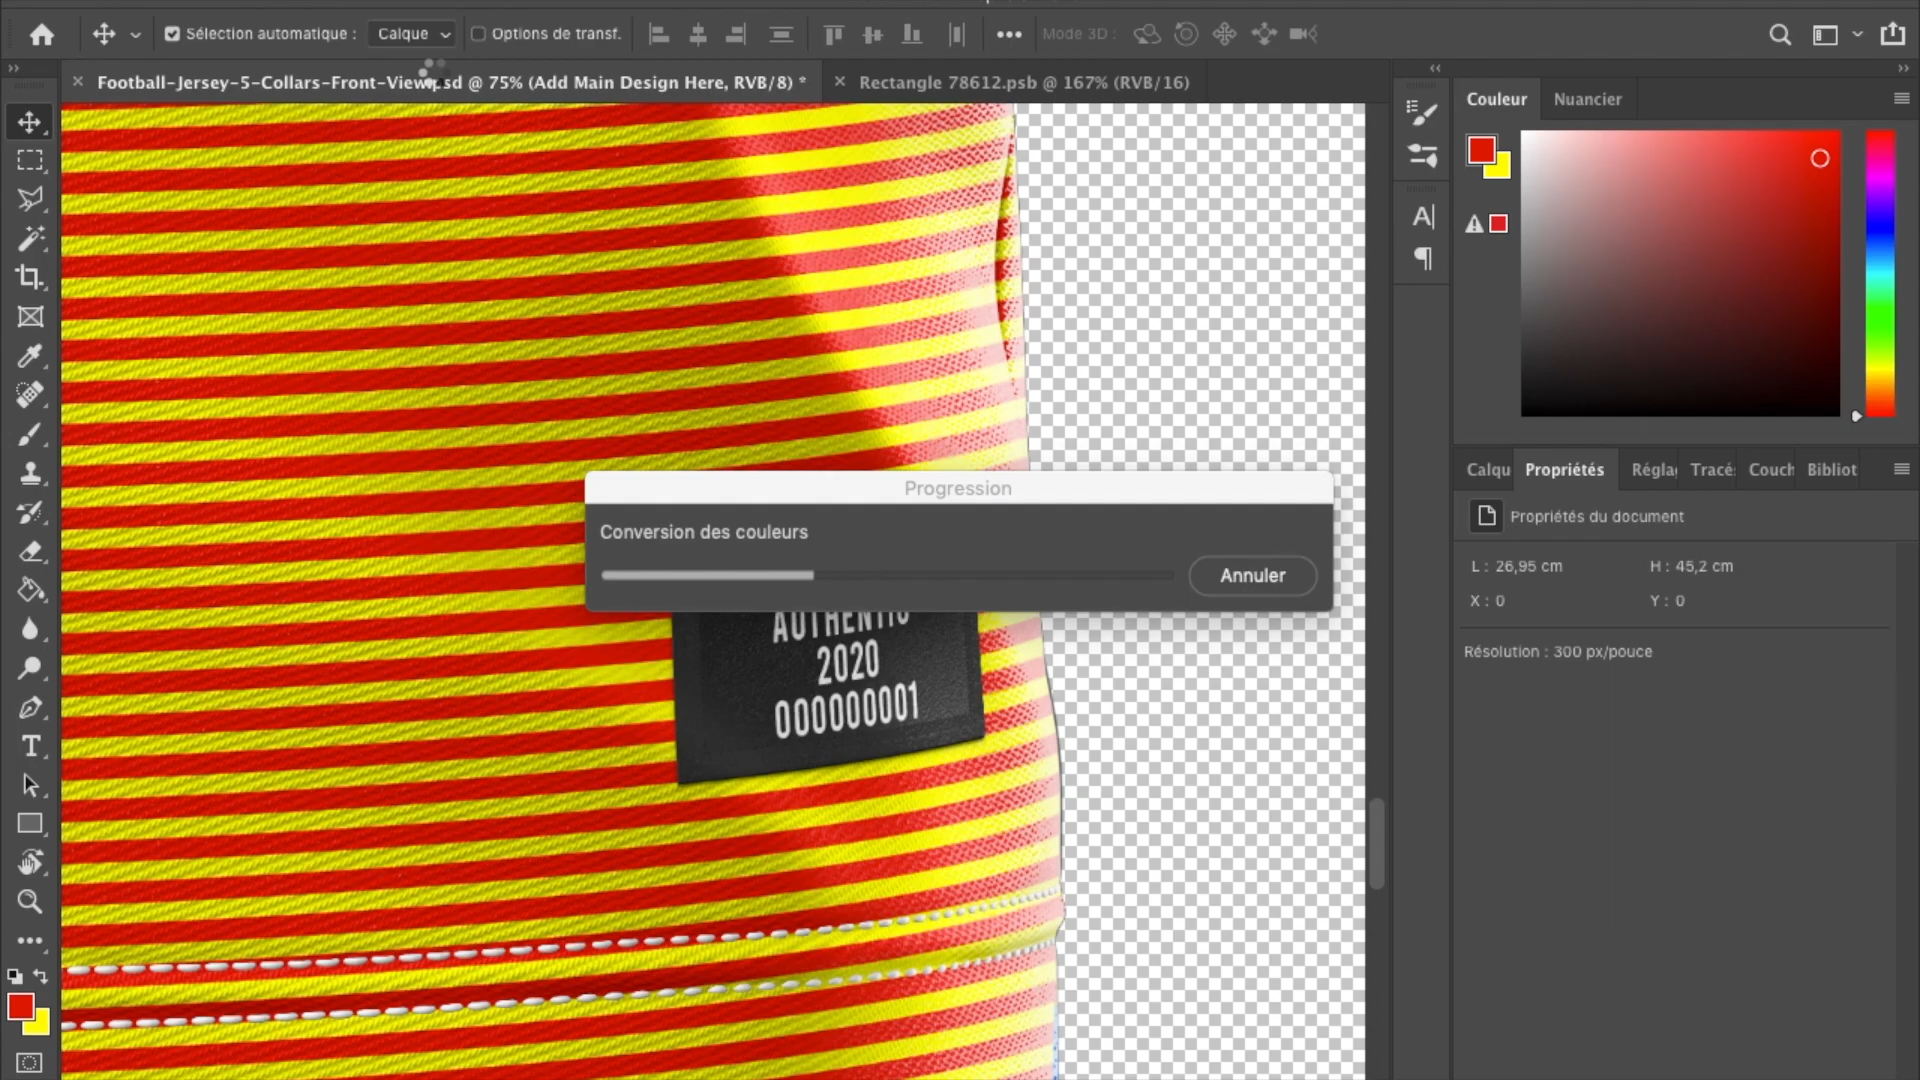 Sélection automatique : Calque Options de transf. Mode 3D :
Football-Jersey-5-Collars-Front-View.psd @ 75% (Add Main Design Here, RVB/8) * Rectangle 78612.psb @ 167% (RVB/16)
Couleur Nuancier
Progression
Conversion des couleurs
Annuler
AUTHENTIC
2020
000000001
Calqu Propriétés Régla Tracé: Couch Bibliot
Propriétés du document
L : 26,95 cm H : 45,2 cm
X : 0 Y : 0
Résolution : 300 px/pouce